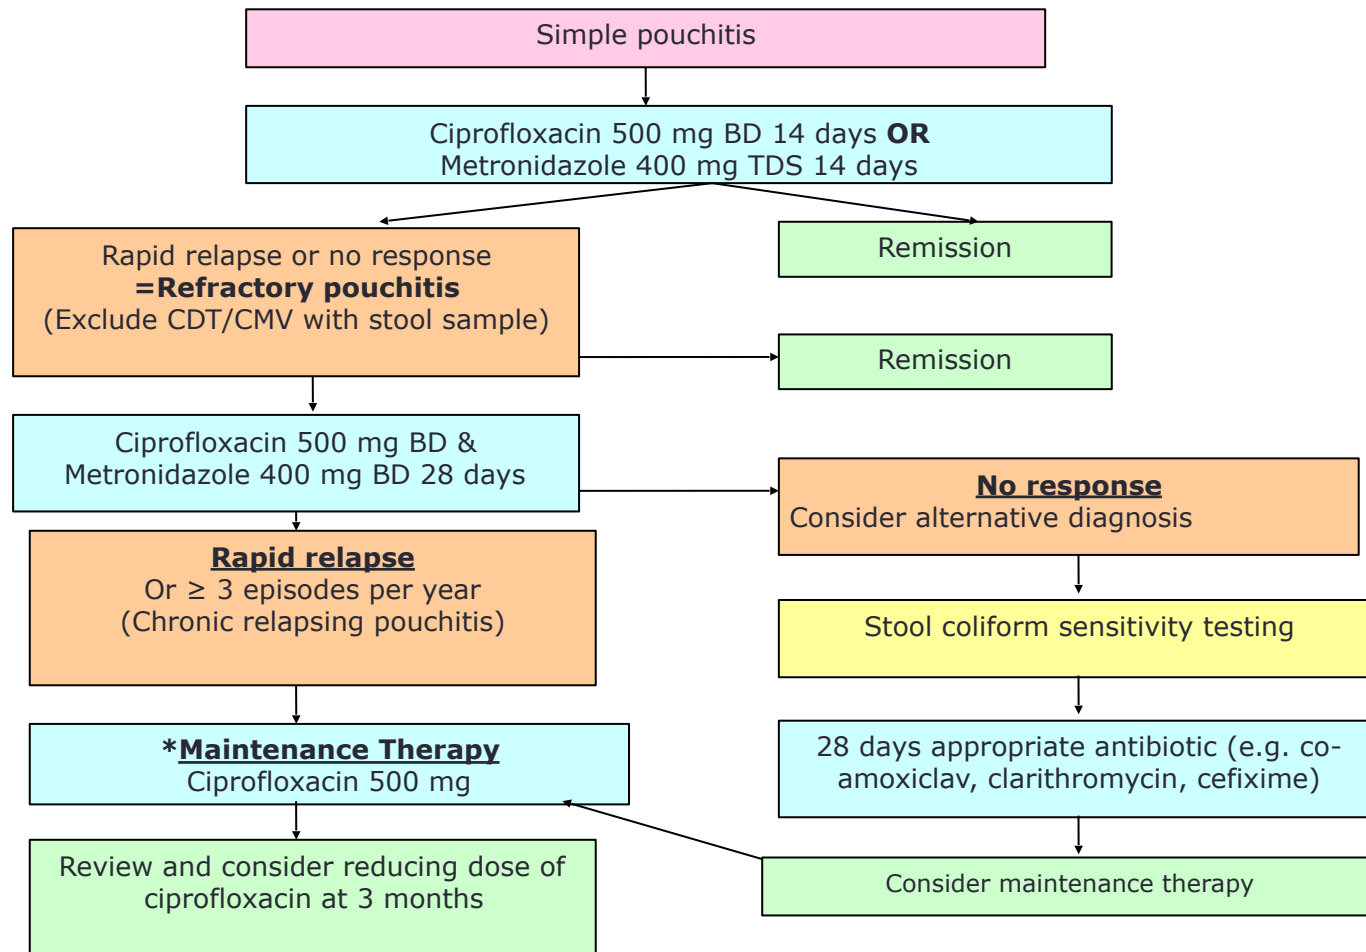 Simple pouchitis
Ciprofloxacin 500 mg BD 14 days OR
Metronidazole 400 mg TDS 14 days
Rapid relapse or no response
=Refractory pouchitis
(Exclude CDT/CMV with stool sample)
Remission
Remission
Ciprofloxacin 500 mg BD &
Metronidazole 400 mg BD 28 days
No response
Consider alternative diagnosis
Rapid relapse
Or ≥ 3 episodes per year
(Chronic relapsing pouchitis)
Stool coliform sensitivity testing
*Maintenance Therapy
Ciprofloxacin 500 mg
28 days appropriate antibiotic (e.g. co-
amoxiclav, clarithromycin, cefixime)
Review and consider reducing dose of
ciprofloxacin at 3 months
Consider maintenance therapy